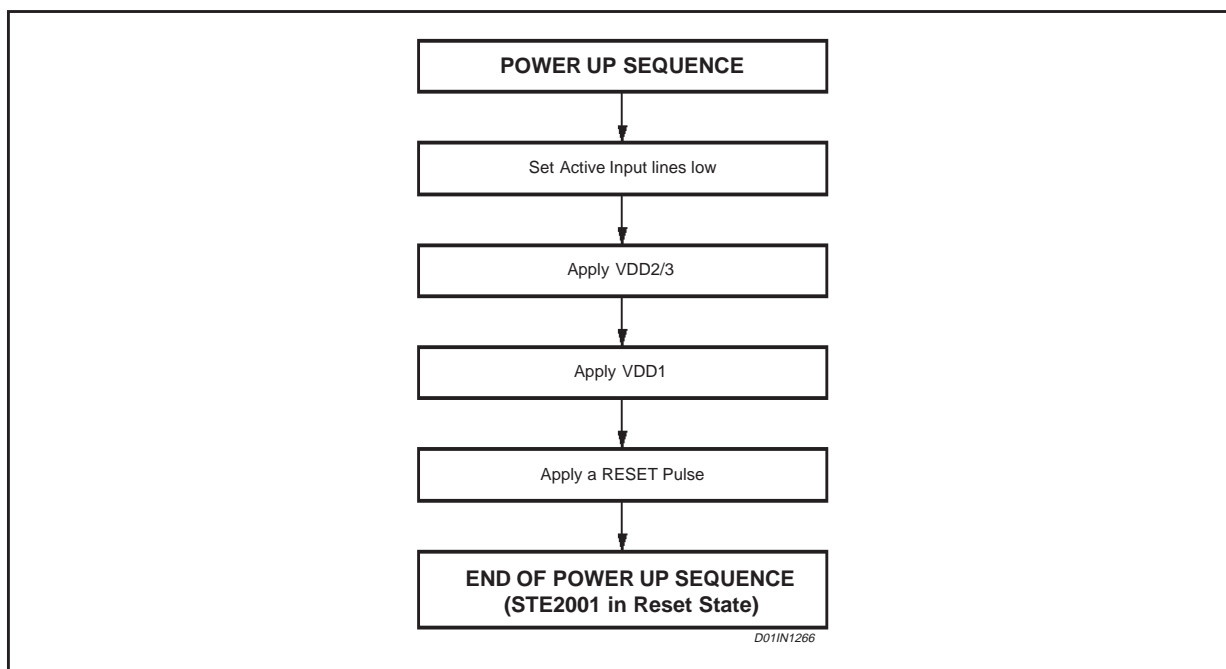 POWER UP SEQUENCE
Set Active Input lines low
Apply VDD2/3
Apply VDD1
Apply a RESET Pulse
END OF POWER UP SEQUENCE
(STE2001 in Reset State)
D01IN1266